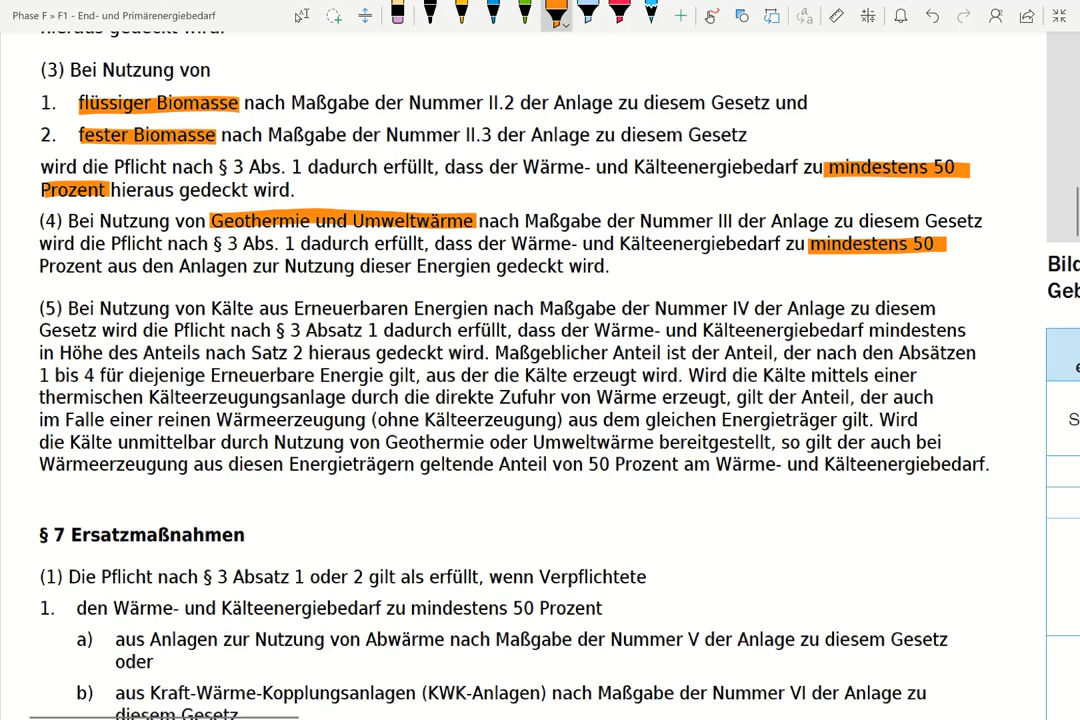 Phase F » F1 - End- und Primärenergiebedarf
hieraus gedeckt wird.
(3) Bei Nutzung von
1. flüssiger Biomasse nach Maßgabe der Nummer II.2 der Anlage zu diesem Gesetz und
2. fester Biomasse nach Maßgabe der Nummer II.3 der Anlage zu diesem Gesetz
wird die Pflicht nach § 3 Abs. 1 dadurch erfüllt, dass der Wärme- und Kälteenergiebedarf zu mindestens 50
Prozent hieraus gedeckt wird.
(4) Bei Nutzung von Geothermie und Umweltwärme nach Maßgabe der Nummer III der Anlage zu diesem Gesetz
wird die Pflicht nach § 3 Abs. 1 dadurch erfüllt, dass der Wärme- und Kälteenergiebedarf zu mindestens 50
Prozent aus den Anlagen zur Nutzung dieser Energien gedeckt wird.
(5) Bei Nutzung von Kälte aus Erneuerbaren Energien nach Maßgabe der Nummer IV der Anlage zu diesem
Gesetz wird die Pflicht nach § 3 Absatz 1 dadurch erfüllt, dass der Wärme- und Kälteenergiebedarf mindestens
in Höhe des Anteils nach Satz 2 hieraus gedeckt wird. Maßgeblicher Anteil ist der Anteil, der nach den Absätzen
1 bis 4 für diejenige Erneuerbare Energie gilt, aus der die Kälte erzeugt wird. Wird die Kälte mittels einer
thermischen Kälteerzeugungsanlage durch die direkte Zufuhr von Wärme erzeugt, gilt der Anteil, der auch
im Falle einer reinen Wärmeerzeugung (ohne Kälteerzeugung) aus dem gleichen Energieträger gilt. Wird
die Kälte unmittelbar durch Nutzung von Geothermie oder Umweltwärme bereitgestellt, so gilt der auch bei
Wärmeerzeugung aus diesen Energieträgern geltende Anteil von 50 Prozent am Wärme- und Kälteenergiebedarf.
§ 7 Ersatzmaßnahmen
(1) Die Pflicht nach § 3 Absatz 1 oder 2 gilt als erfüllt, wenn Verpflichtete
1. den Wärme- und Kälteenergiebedarf zu mindestens 50 Prozent
a) aus Anlagen zur Nutzung von Abwärme nach Maßgabe der Nummer V der Anlage zu diesem Gesetz
oder
b) aus Kraft-Wärme-Kopplungsanlagen (KWK-Anlagen) nach Maßgabe der Nummer VI der Anlage zu
diesem Gesetz
Bild
Geb
e
S